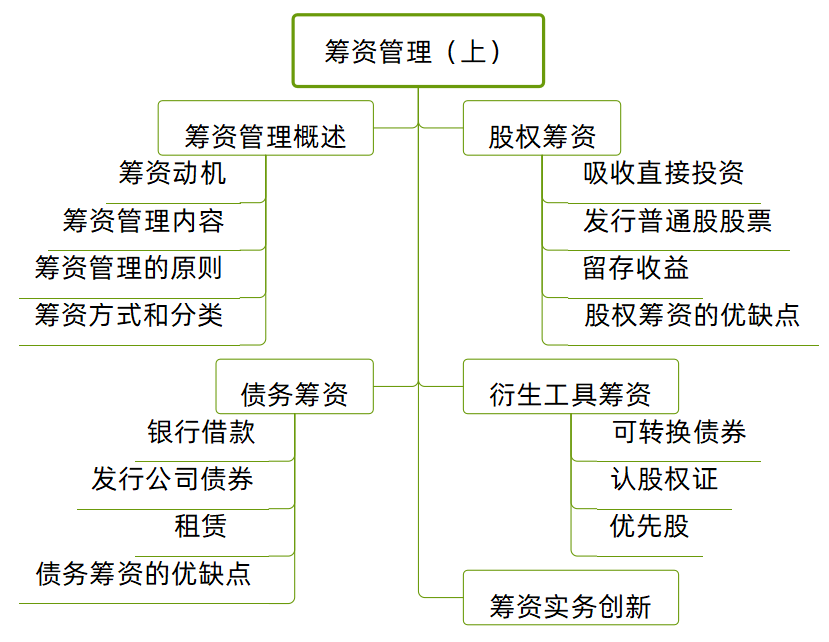 筹资管理（上）
筹资管理概述
筹资动机
筹资管理内容
筹资管理的原则
筹资方式和分类
股权筹资
吸收直接投资
发行普通股股票
留存收益
股权筹资的优缺点
债务筹资
银行借款
发行公司债券
租赁
债务筹资的优缺点
衍生工具筹资
可转换债券
认股权证
优先股
筹资实务创新